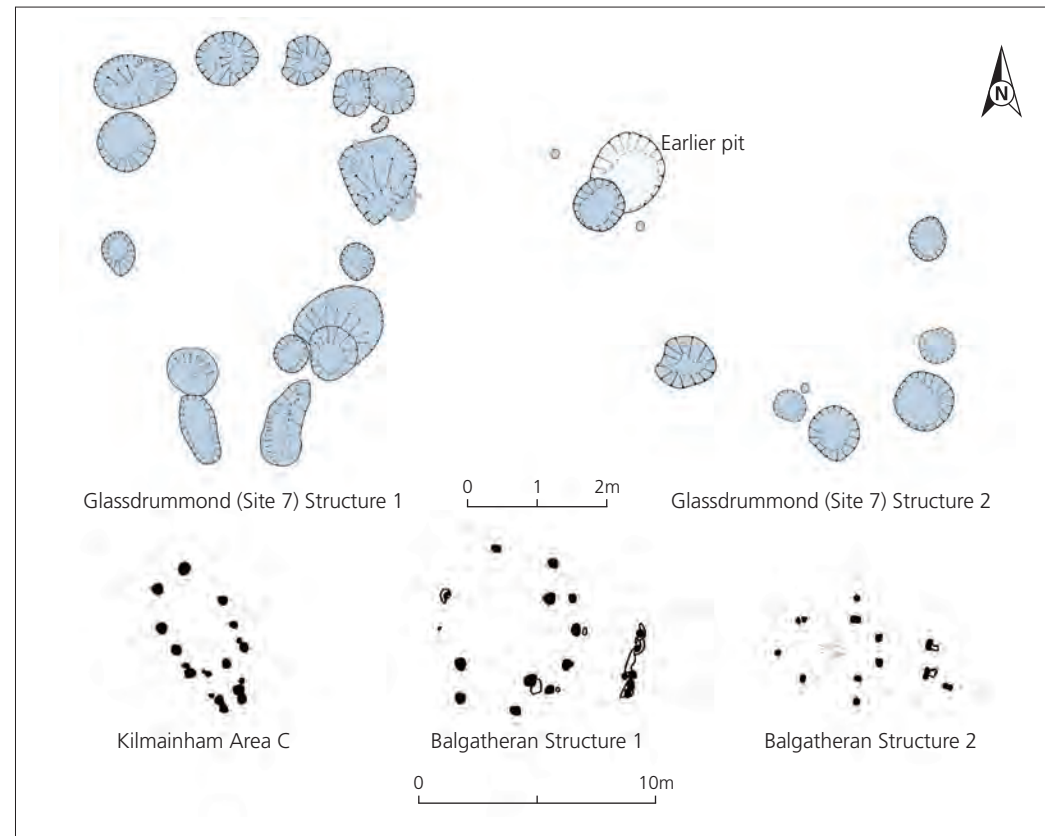 N
Earlier pit
Glassdrummond (Site 7) Structure 1
0 1 2m
Glassdrummond (Site 7) Structure 2
Kilmainham Area C
Balgatheran Structure 1
Balgatheran Structure 2
0 10m